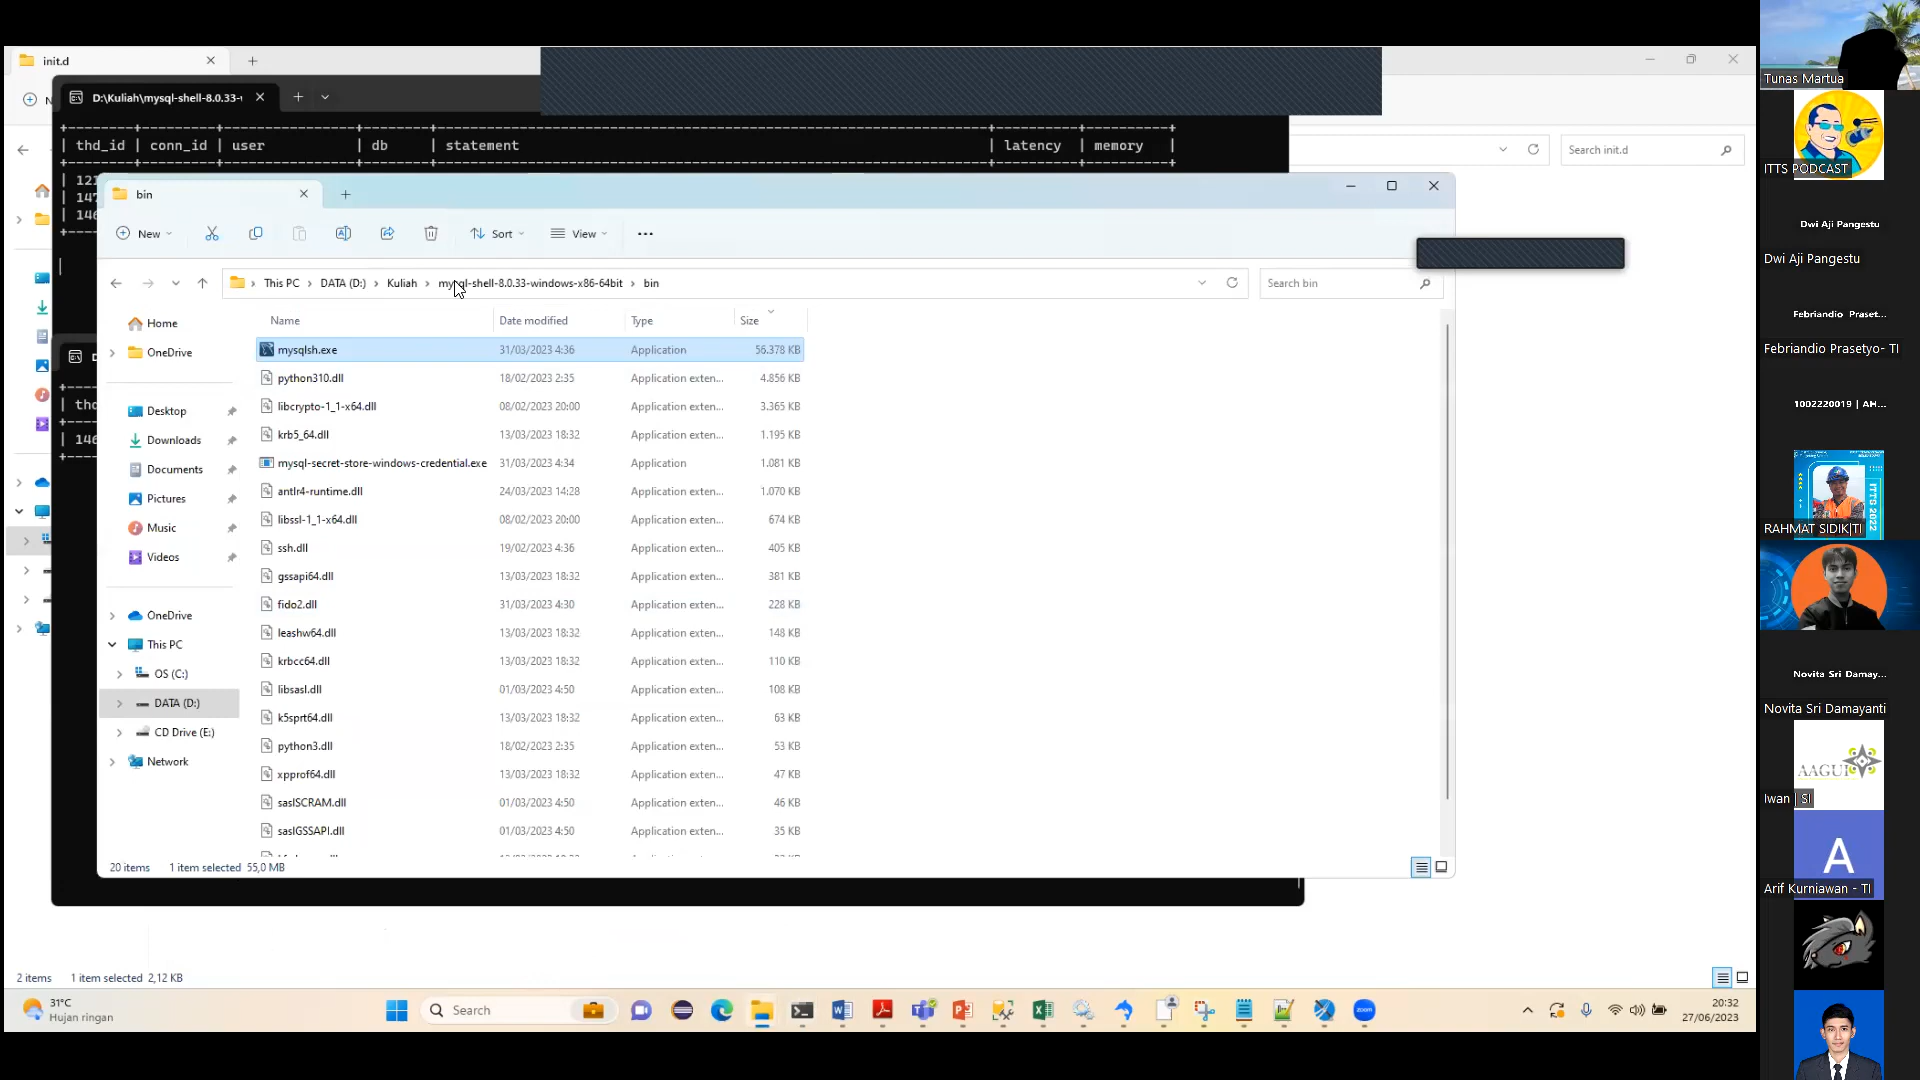 init.d
D:\Kuliah\mysql-shell-8.0.33-
thd_id | conn_id | user | db | statement | latency | memory |
Search init.d
bin
New
Sort
View
This PC > DATA (D:) > Kuliah > mysql-shell-8.0.33-windows-x86-64bit > bin
Search bin
Name Date modified Type Size
mysqlsh.exe 31/03/2023 4:36 Application 56.378 KB
python310.dll 18/02/2023 2:35 Application exten... 4.856 KB
libcrypto-1_1-x64.dll 08/02/2023 20:00 Application exten... 3.365 KB
krb5_64.dll 13/03/2023 18:32 Application exten... 1.195 KB
mysql-secret-store-windows-credential.exe 31/03/2023 4:34 Application 1.081 KB
antlr4-runtime.dll 24/03/2023 14:28 Application exten... 1.070 KB
libssl-1_1-x64.dll 08/02/2023 20:00 Application exten... 674 KB
ssh.dll 19/02/2023 4:36 Application exten... 405 KB
gssapi64.dll 13/03/2023 18:32 Application exten... 381 KB
fido2.dll 31/03/2023 4:30 Application exten... 228 KB
leashw64.dll 13/03/2023 18:32 Application exten... 148 KB
krbcc64.dll 13/03/2023 18:32 Application exten... 110 KB
libsasl.dll 01/03/2023 4:50 Application exten... 108 KB
k5sprt64.dll 13/03/2023 18:32 Application exten... 63 KB
python3.dll 18/02/2023 2:35 Application exten... 53 KB
xpprof64.dll 13/03/2023 18:32 Application exten... 47 KB
saslSCRAM.dll 01/03/2023 4:50 Application exten... 46 KB
saslGSSAPI.dll 01/03/2023 4:50 Application exten... 35 KB
Home
OneDrive
Desktop
Downloads
Documents
Pictures
Music
Videos
OneDrive
This PC
OS (C:)
DATA (D:)
CD Drive (E:)
Network
20 items 1 item selected 55,0 MB
2 items 1 item selected 2,12 KB
31°C
Hujan ringan
Search
zoom
20:32
27/06/2023
Tunas Martua
ITTS PODCAST
Dwi Aji Pangestu
Dwi Aji Pangestu
Febriandio Praset...
Febriandio Prasetyo- TI
1002220019 | AH...
ITTS 2022
RAHMAT SIDIK|TI
Novita Sri Damay...
Novita Sri Damayanti
AAGUI
Iwan | SI
A
Arif Kurniawan - TI